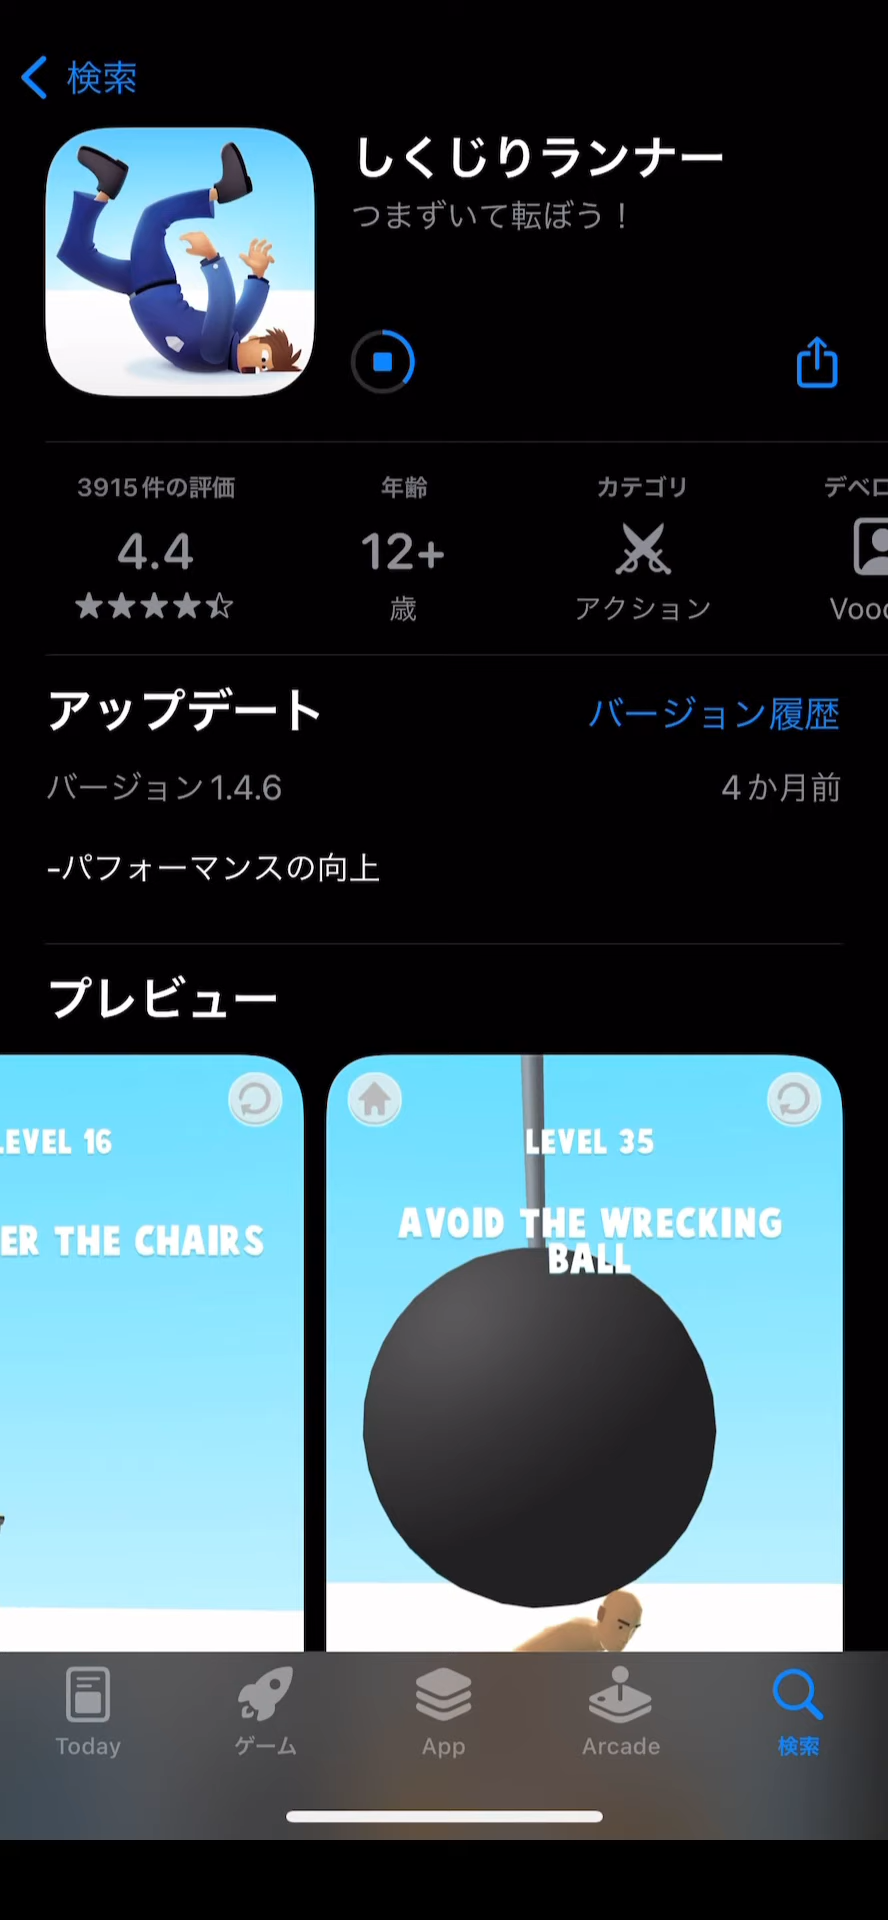 検索
しくじりランナー
つまずいて転ぼう！
3915件の評価
年齢
カテゴリ
デベロ
4.4
12+
歳
アクション
Vood
アップデート
バージョン履歴
バージョン1.4.6
4か月前
-パフォーマンスの向上
プレビュー
LEVEL 16
ER THE CHAIRS
LEVEL 35
AVOID THE WRECKING
BALL
Today
ゲーム
App
Arcade
検索